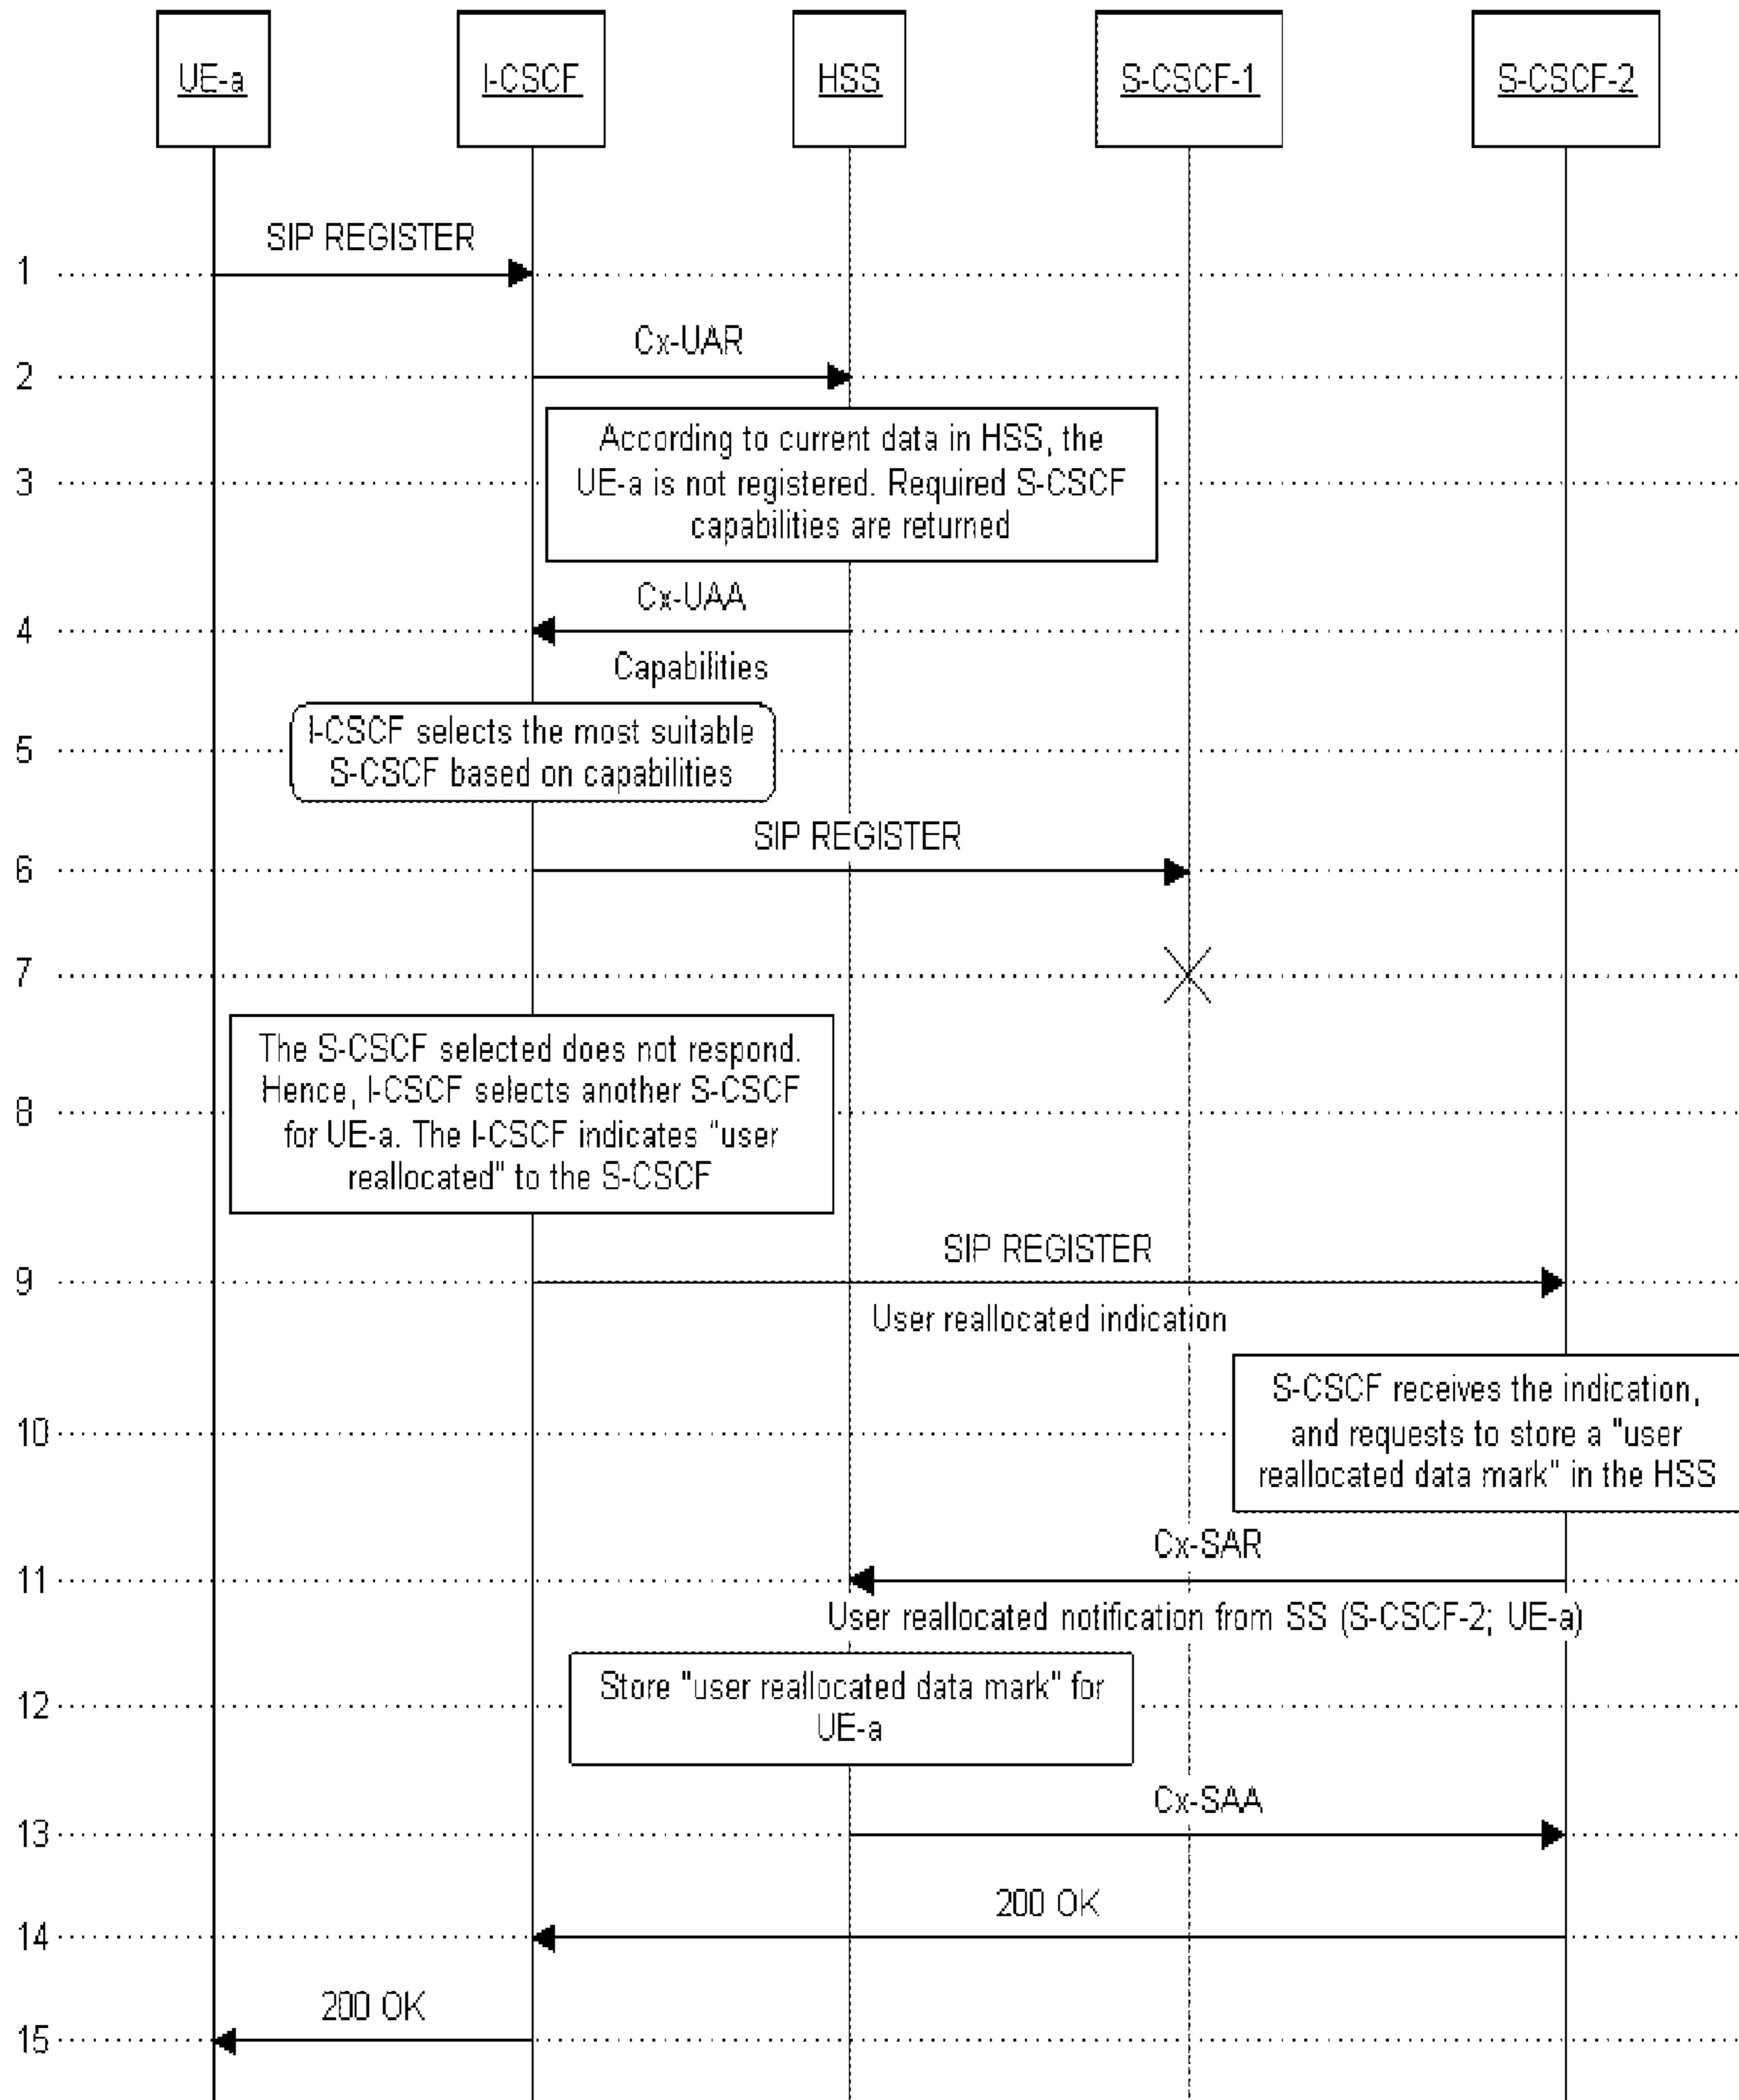 UE-a
I-CSCF
HSS
S-CSCF-1
S-CSCF-2
SIP REGISTER
1
Cx-UAR
2
According to current data in HSS, the
UE-a is not registered. Required S-CSCF
capabilities are returned
3
Cx-UAA
4
Capabilities
I-CSCF selects the most suitable
S-CSCF based on capabilities
5
SIP REGISTER
6
7
The S-CSCF selected does not respond.
Hence, I-CSCF selects another S-CSCF
for UE-a. The I-CSCF indicates "user
reallocated" to the S-CSCF
8
SIP REGISTER
9
User reallocated indication
S-CSCF receives the indication,
and requests to store a "user
reallocated data mark" in the HSS
10
Cx-SAR
11
User reallocated notification from SS (S-CSCF-2; UE-a)
Store "user reallocated data mark" for
UE-a
12
Cx-SAA
13
200 OK
14
200 OK
15